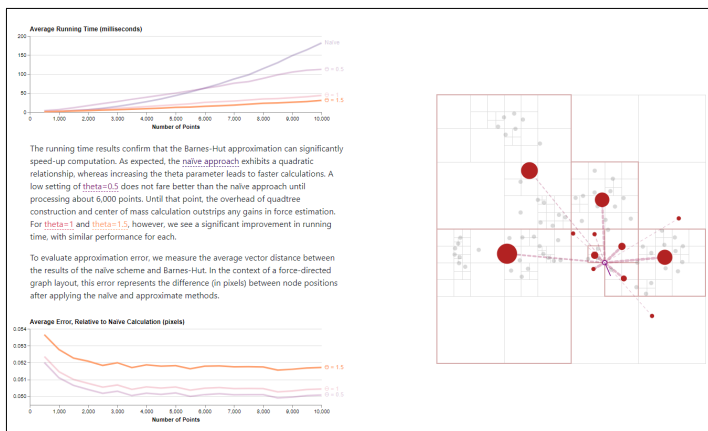 Average Running Time (milliseconds)
200
150
100
50
0
Naïve
Θ = 0.5
Θ = 1
Θ = 1.5
0 1,000 2,000 3,000 4,000 5,000 6,000 7,000 8,000 9,000 10,000
Number of Points
The running time results confirm that the Barnes-Hut approximation can significantly
speed-up computation. As expected, the naïve approach exhibits a quadratic
relationship, whereas increasing the theta parameter leads to faster calculations. A
low setting of theta=0.5 does not fare better than the naïve approach until
processing about 6,000 points. Until that point, the overhead of quadtree
construction and center of mass calculation outstrips any gains in force estimation.
For theta=1 and theta=1.5, however, we see a significant improvement in running
time, with similar performance for each.
To evaluate approximation error, we measure the average vector distance between
the results of the naïve scheme and Barnes-Hut. In the context of a force-directed
graph layout, this error represents the difference (in pixels) between node positions
after applying the naïve and approximate methods.
Average Error, Relative to Naïve Calculation (pixels)
0.054
0.053
0.052
0.051
0.050
Θ = 1.5
Θ = 1
Θ = 0.5
0 1,000 2,000 3,000 4,000 5,000 6,000 7,000 8,000 9,000 10,000
Number of Points